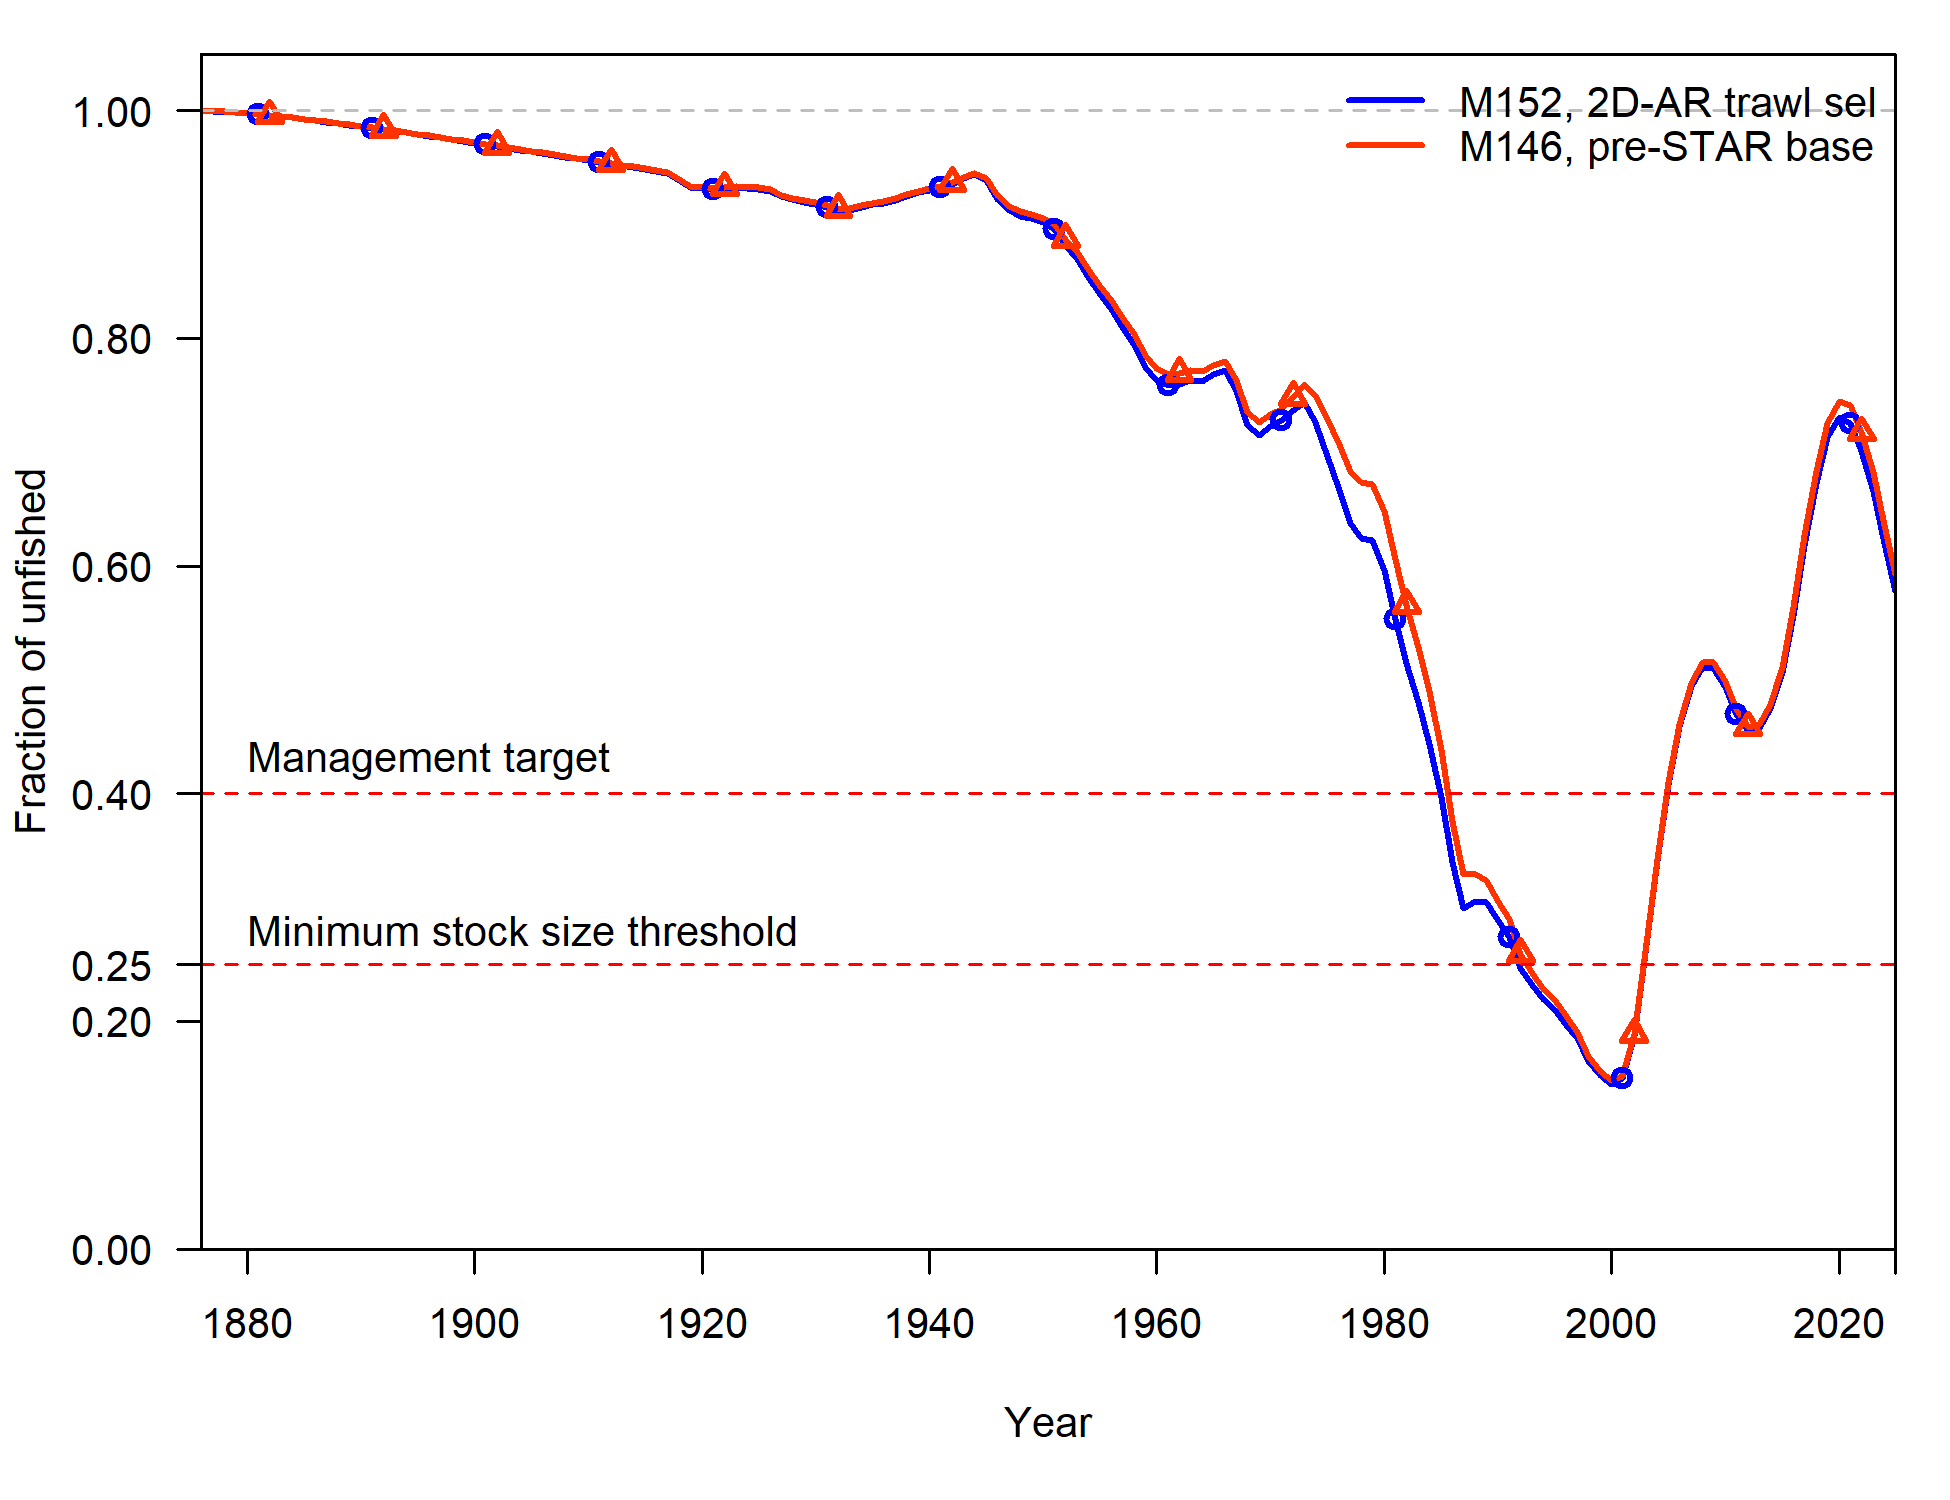 M152, 2D-AR trawl sel
M146, pre-STAR base
1.00
0.80
0.60
0.40
0.25
0.20
0.00
Fraction of unfished
Management target
Minimum stock size threshold
1880 1900 1920 1940 1960 1980 2000 2020
Year